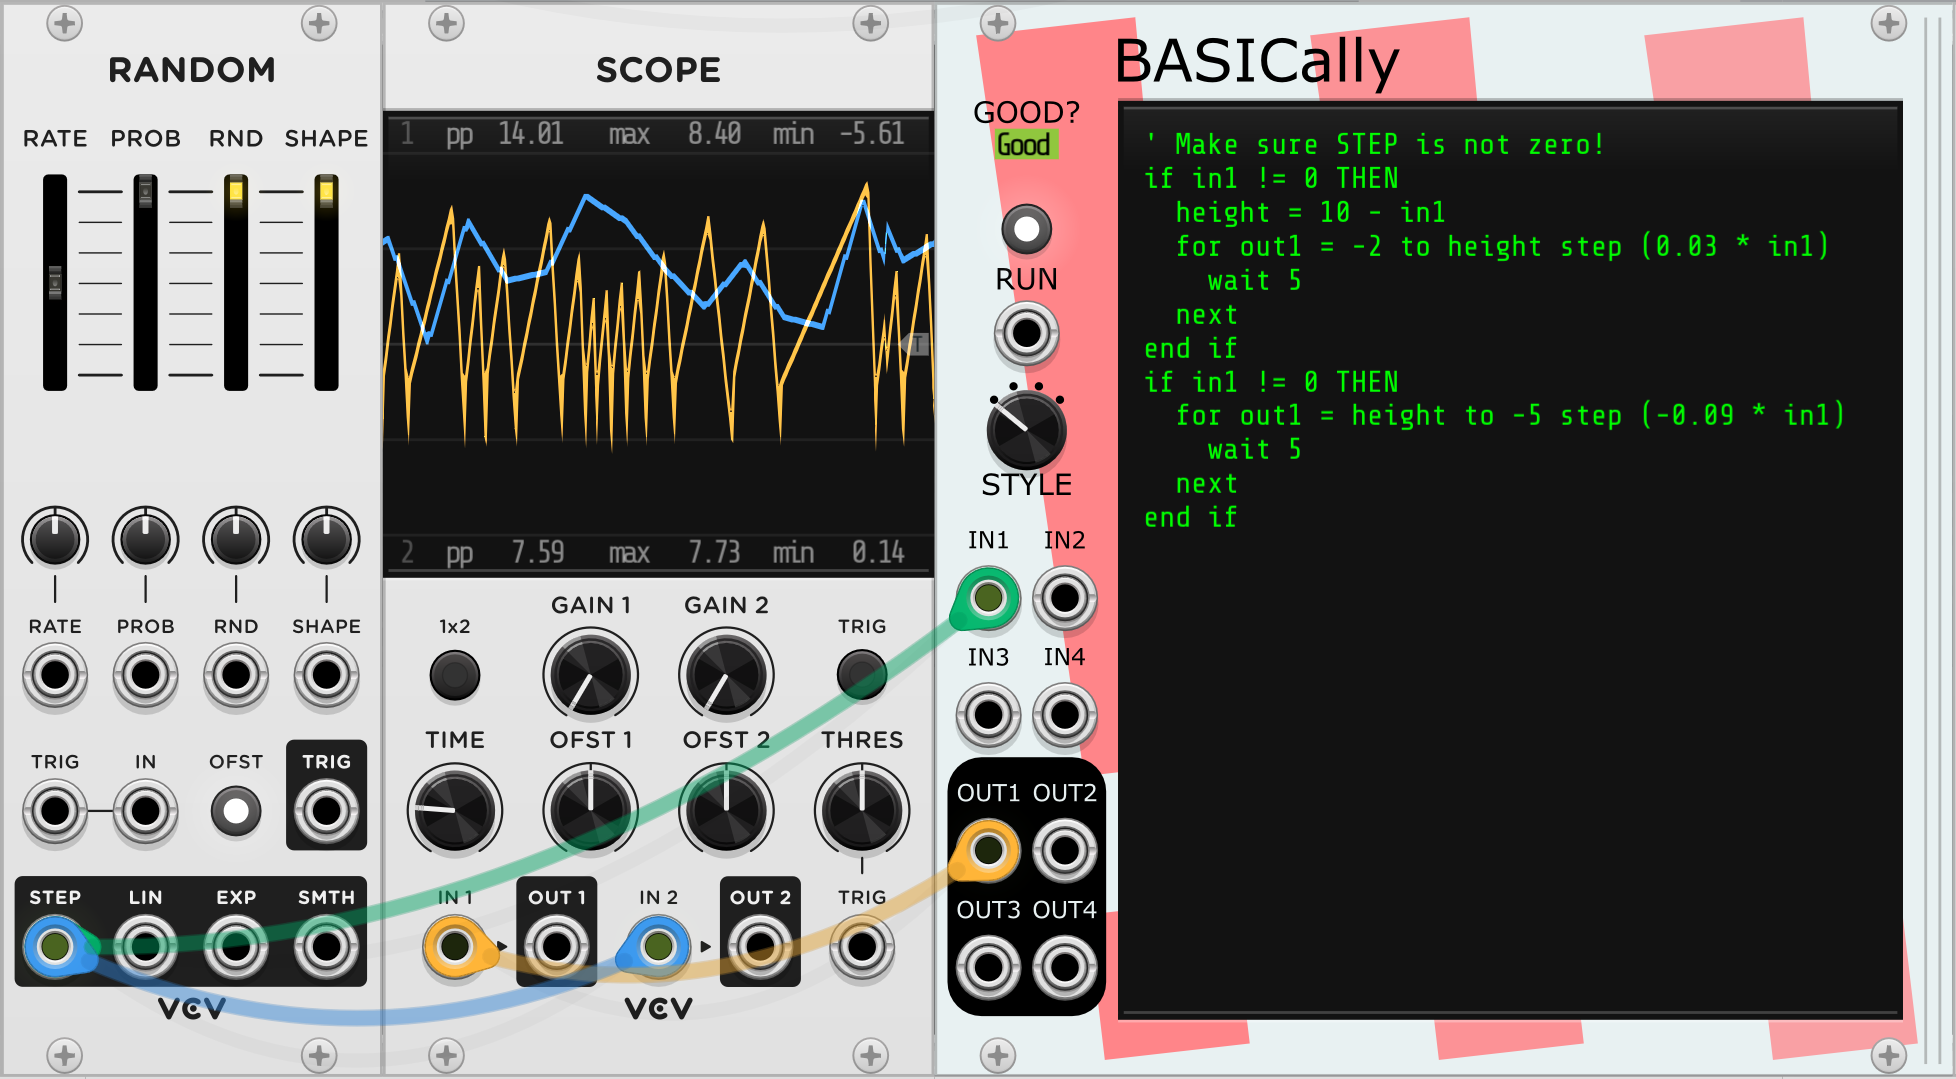 RANDOM
RATE PROB RND SHAPE
RATE PROB RND SHAPE
TRIG IN OFST TRIG
STEP LIN EXP SMTH
VCV
SCOPE
1 pp 14.01 max 8.40 min -5.61
T
2 pp 7.59 max 7.73 min 0.14
1x2 GAIN 1 GAIN 2 TRIG
TIME OFST 1 OFST 2 THRES
IN 1 OUT 1 IN 2 OUT 2 TRIG
VCV
BASICally
GOOD?
Good
RUN
STYLE
IN1 IN2
IN3 IN4
OUT1 OUT2
OUT3 OUT4
' Make sure STEP is not zero!
if in1 != 0 THEN
  height = 10 - in1
  for out1 = -2 to height step (0.03 * in1)
    wait 5
  next
end if
if in1 != 0 THEN
  for out1 = height to -5 step (-0.09 * in1)
    wait 5
  next
end if